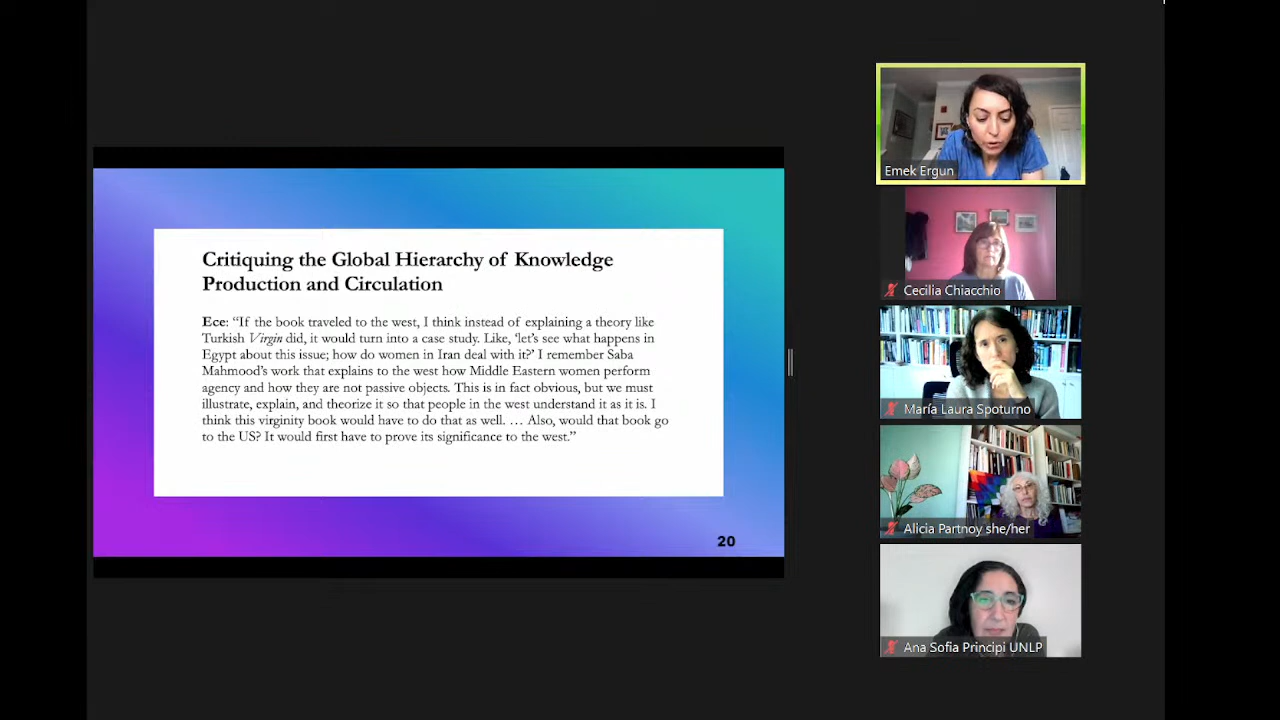 Critiquing the Global Hierarchy of Knowledge
Production and Circulation
Ece: “If the book traveled to the west, I think instead of explaining a theory like
Turkish Virgin did, it would turn into a case study. Like, ‘let’s see what happens in
Egypt about this issue; how do women in Iran deal with it?’ I remember Saba
Mahmood’s work that explains to the west how Middle Eastern women perform
agency and how they are not passive objects. This is in fact obvious, but we must
illustrate, explain, and theorize it so that people in the west understand it as it is. I
think this virginity book would have to do that as well. … Also, would that book go
to the US? It would first have to prove its significance to the west.”
20
Emek Ergun
Cecilia Chiacchio
María Laura Spoturno
Alicia Partnoy she/her
Ana Sofia Principi UNLP